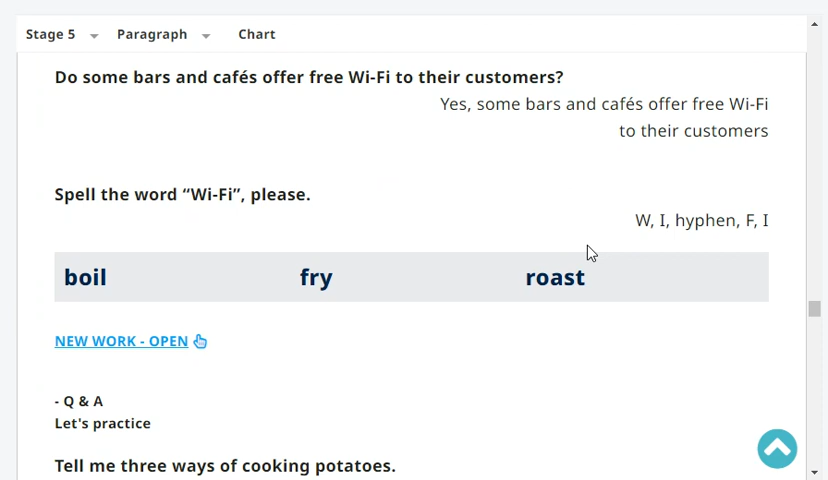 Stage 5 Paragraph Chart
Do some bars and cafés offer free Wi-Fi to their customers?
Yes, some bars and cafés offer free Wi-Fi
to their customers
Spell the word “Wi-Fi”, please.
W, I, hyphen, F, I
boil fry roast
NEW WORK - OPEN
- Q & A
Let's practice
Tell me three ways of cooking potatoes.